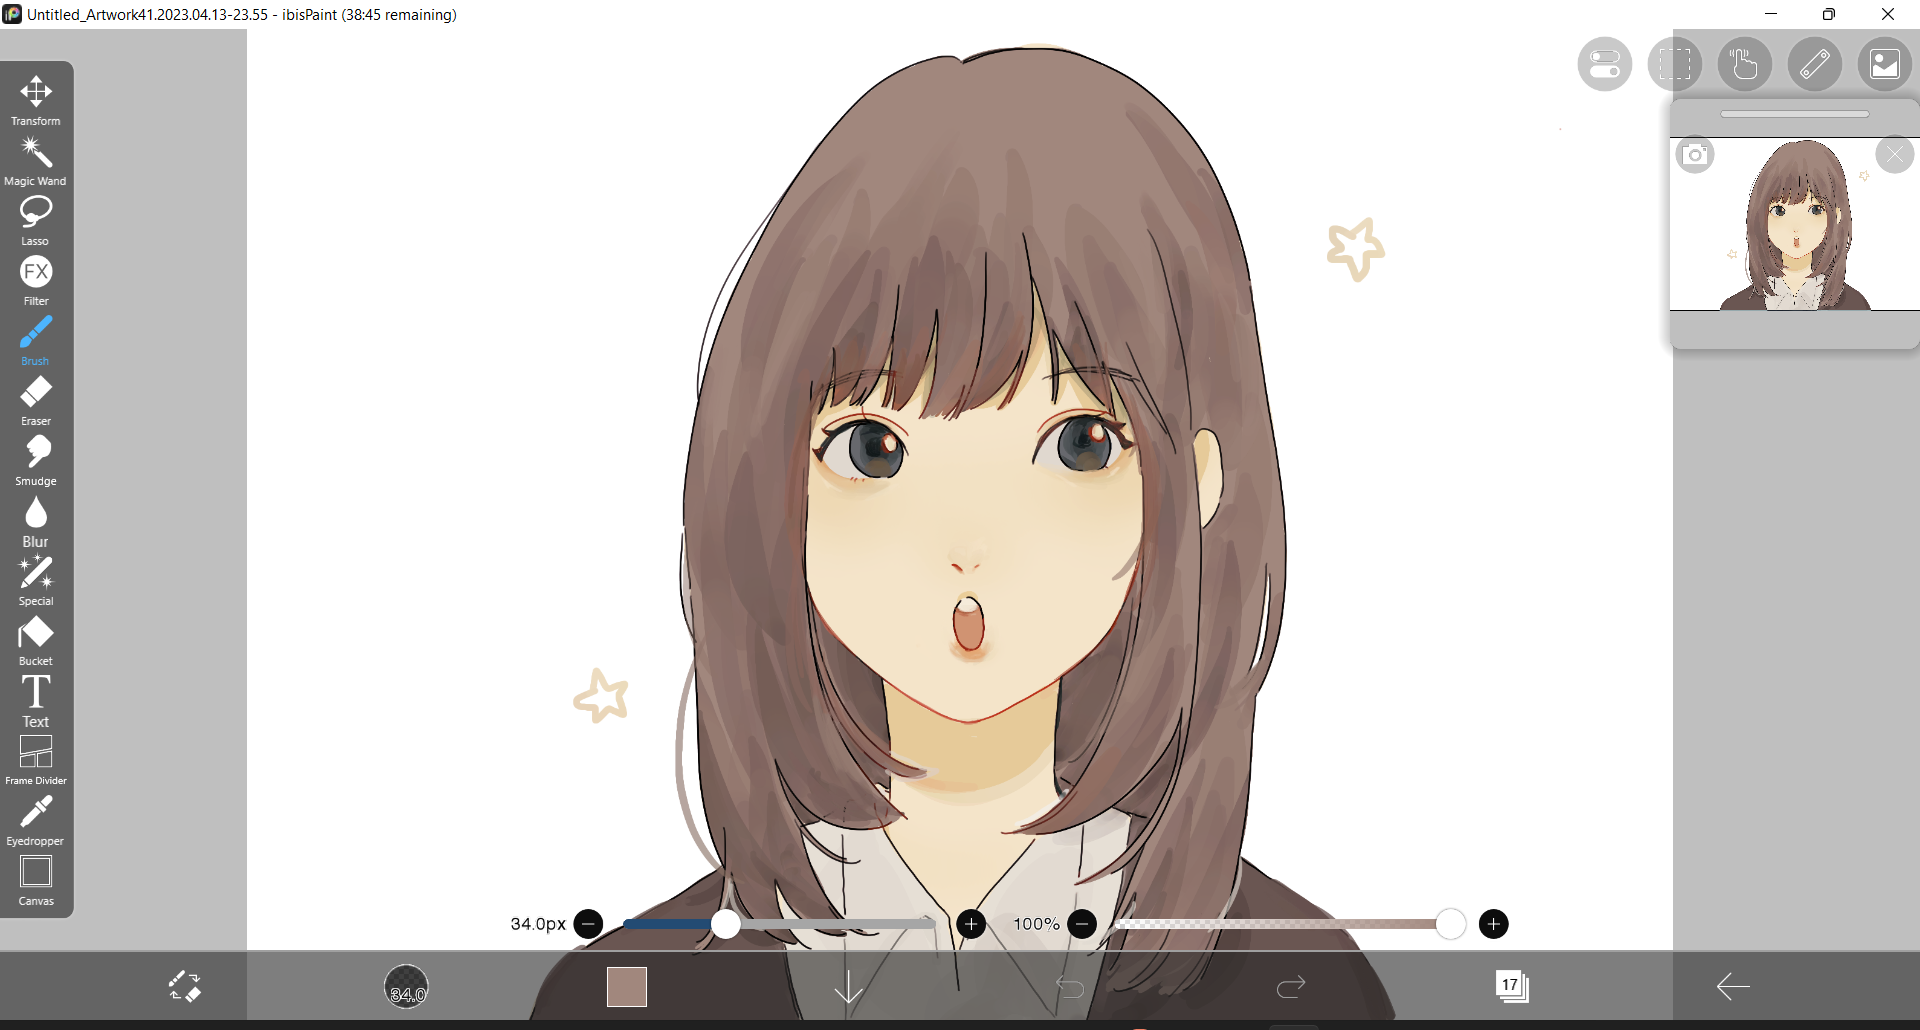 Untitled_Artwork41.2023.04.13-23.55 - ibisPaint (38:45 remaining)
Transform
Magic Wand
Lasso
FX
Filter
Brush
Eraser
Smudge
Blur
Special
Bucket
T
Text
Frame Divider
Eyedropper
Canvas
34.0px
100%
34.0
17